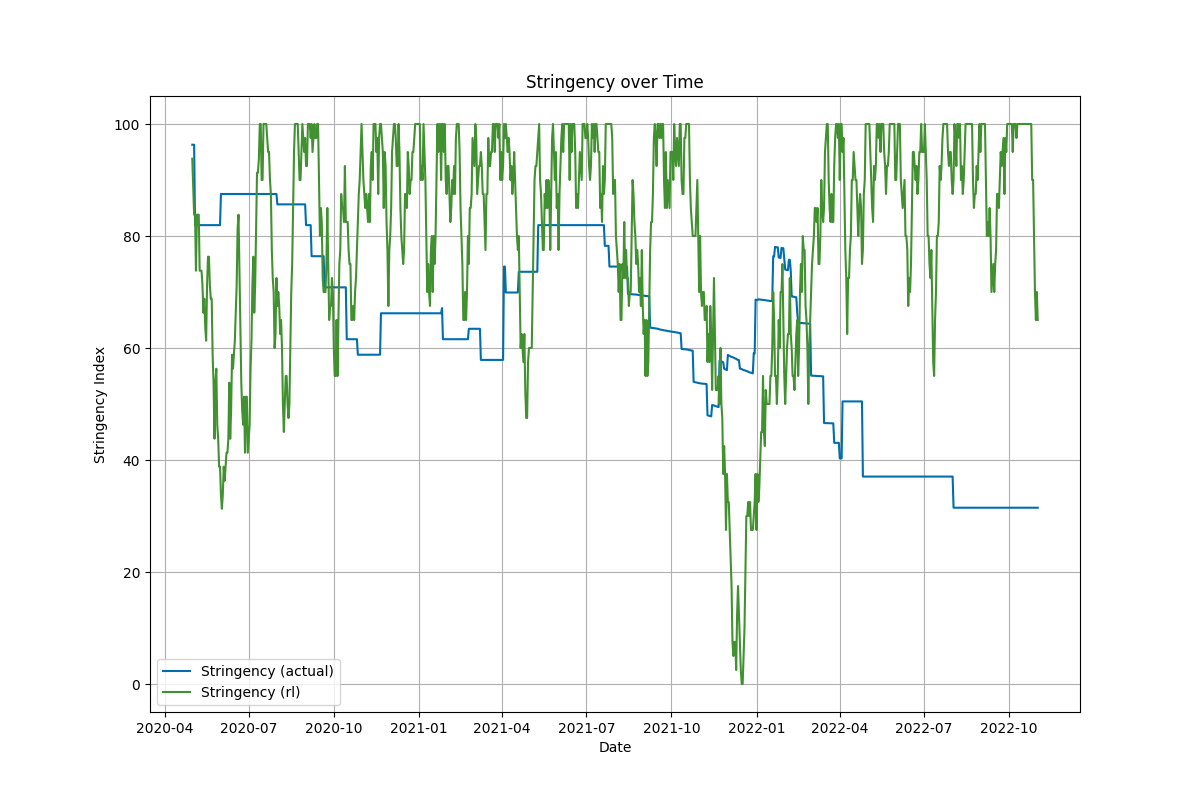 Stringency over Time
Stringency Index
100
80
60
40
20
0
Stringency (actual)
Stringency (rl)
2020-04 2020-07 2020-10 2021-01 2021-04 2021-07 2021-10 2022-01 2022-04 2022-07 2022-10
Date